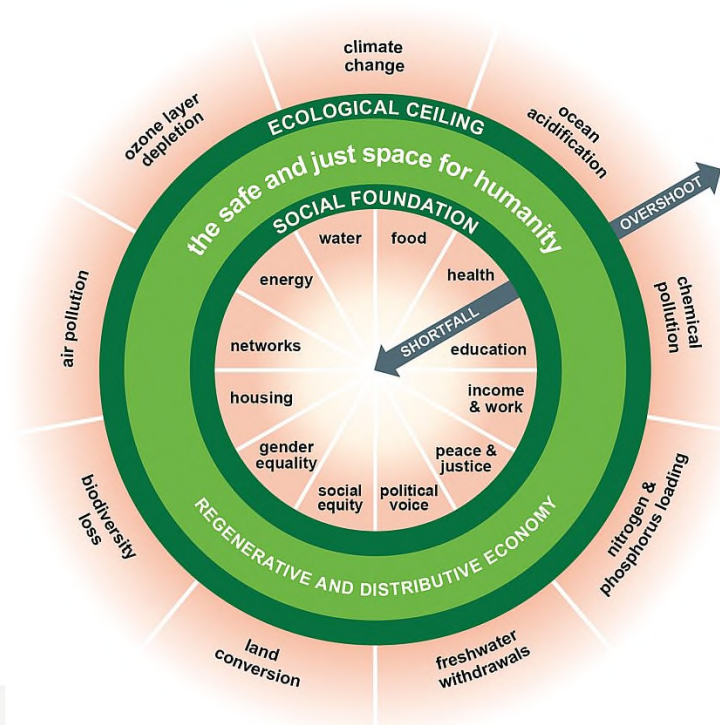 climate
change
ozone layer
depletion
ocean
acidification
ECOLOGICAL CEILING
the safe and just space for humanity
OVERSHOOT
SOCIAL FOUNDATION
water
food
energy
health
air pollution
chemical
pollution
SHORTFALL
networks
education
housing
income
& work
gender
equality
peace &
justice
social
equity
political
voice
biodiversity
loss
nitrogen &
phosphorus loading
REGENERATIVE AND DISTRIBUTIVE ECONOMY
land
conversion
freshwater
withdrawals